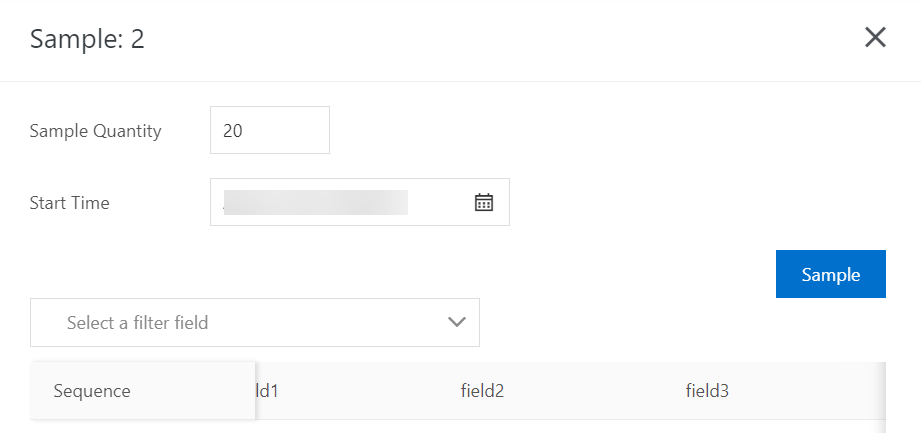 Sample: 2
Sample Quantity
20
Start Time
Sample
Select a filter field
Sequence ld1 field2 field3